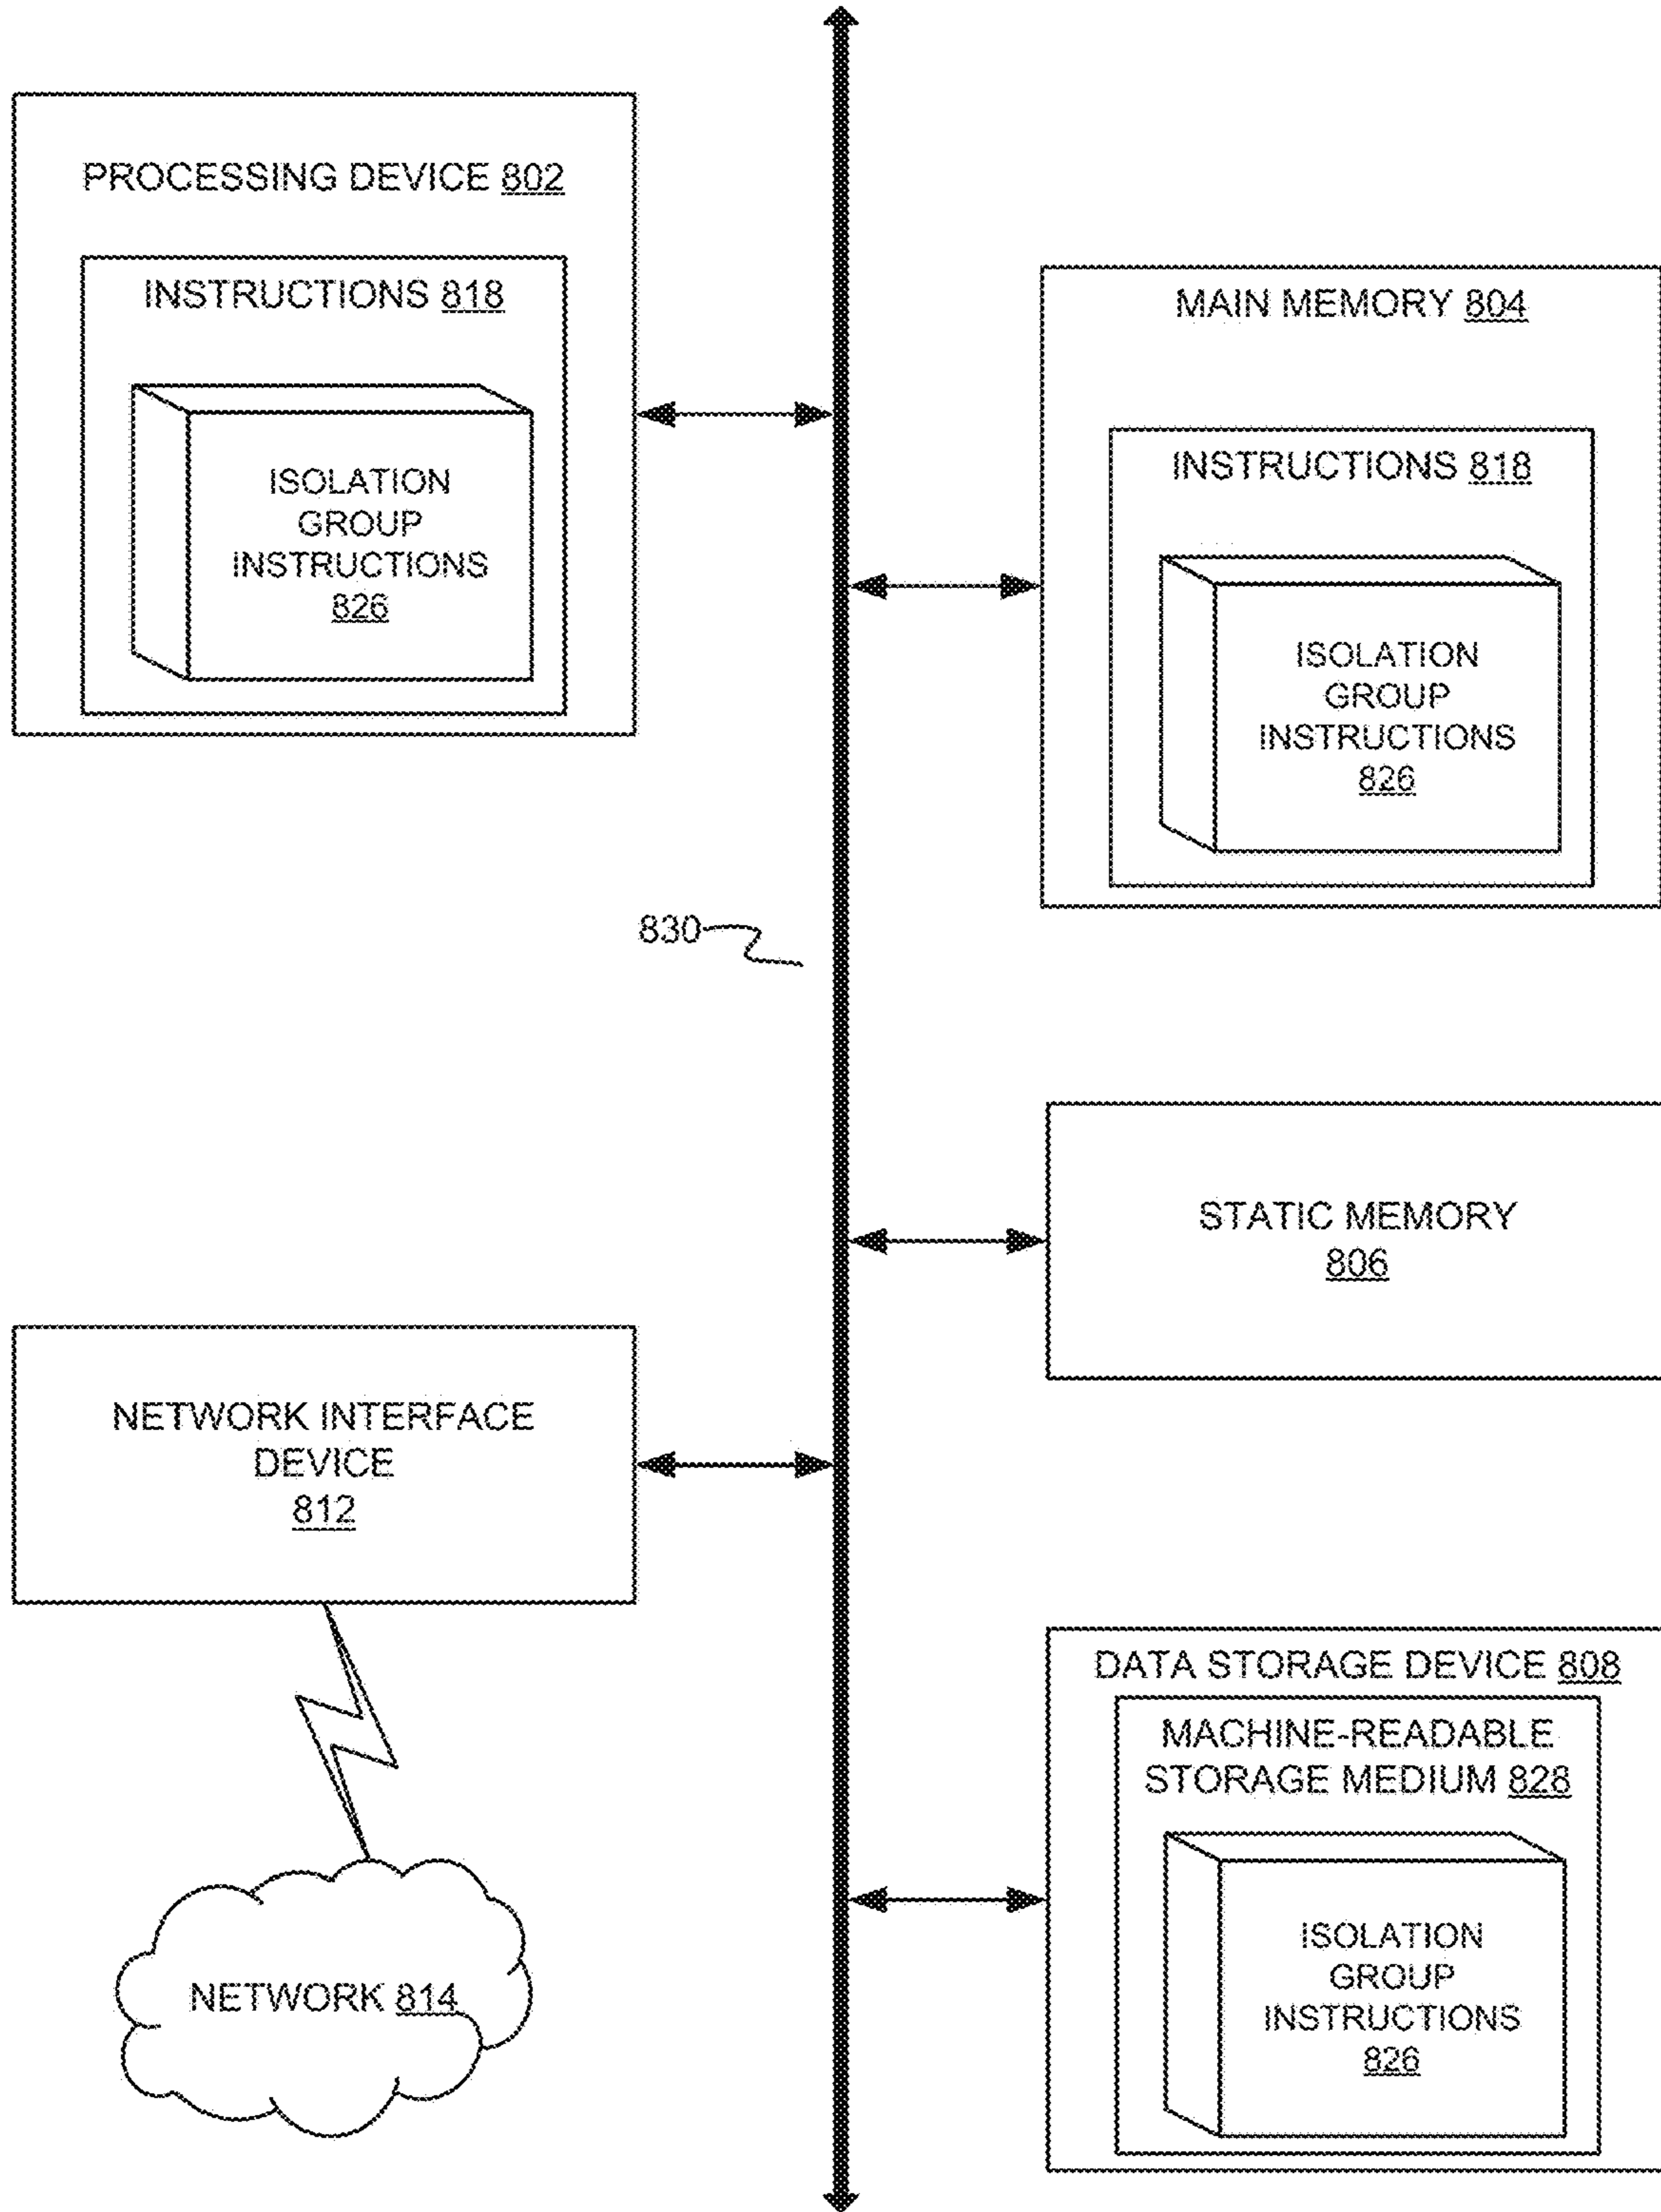 PROCESSING DEVICE 802
INSTRUCTIONS 818
ISOLATION
GROUP
INSTRUCTIONS
826
MAIN MEMORY 804
INSTRUCTIONS 818
ISOLATION
GROUP
INSTRUCTIONS
826
830
STATIC MEMORY
806
NETWORK INTERFACE
DEVICE
812
NETWORK 814
DATA STORAGE DEVICE 808
MACHINE-READABLE
STORAGE MEDIUM 828
ISOLATION
GROUP
INSTRUCTIONS
826